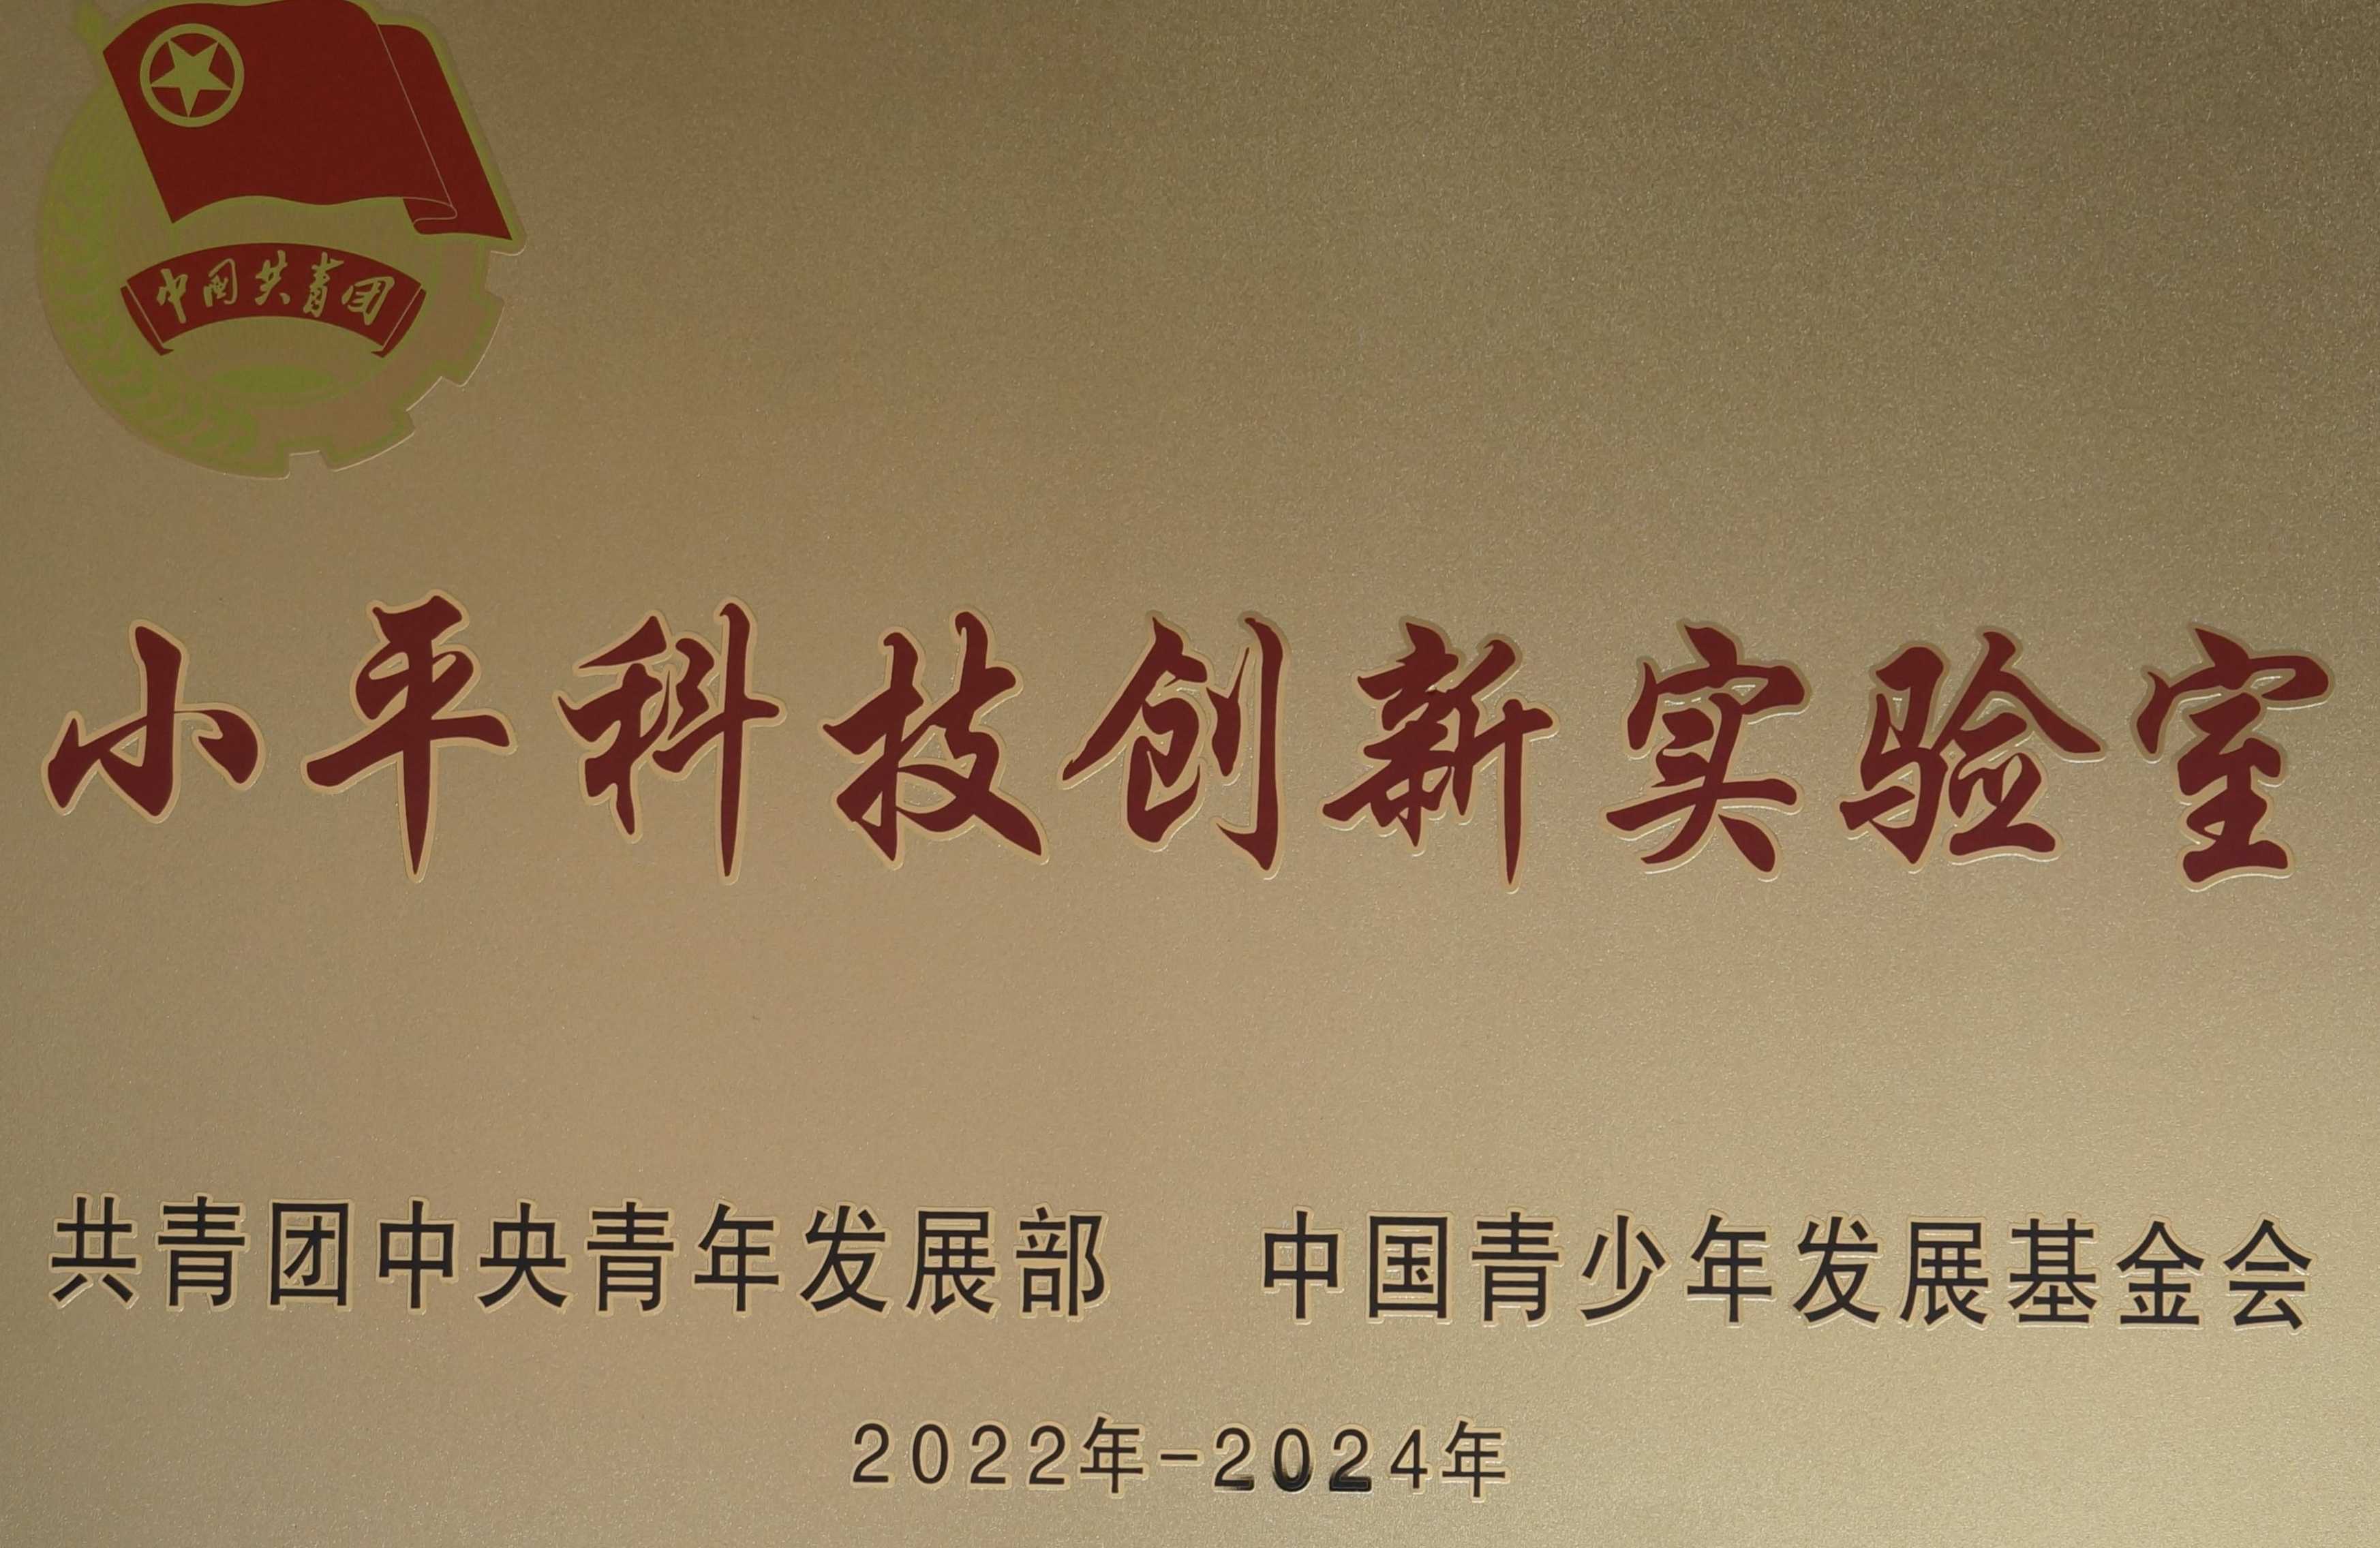 中国共青团
小平科技创新实验室
共青团中央青年发展部 中国青少年发展基金会
2022年-2024年